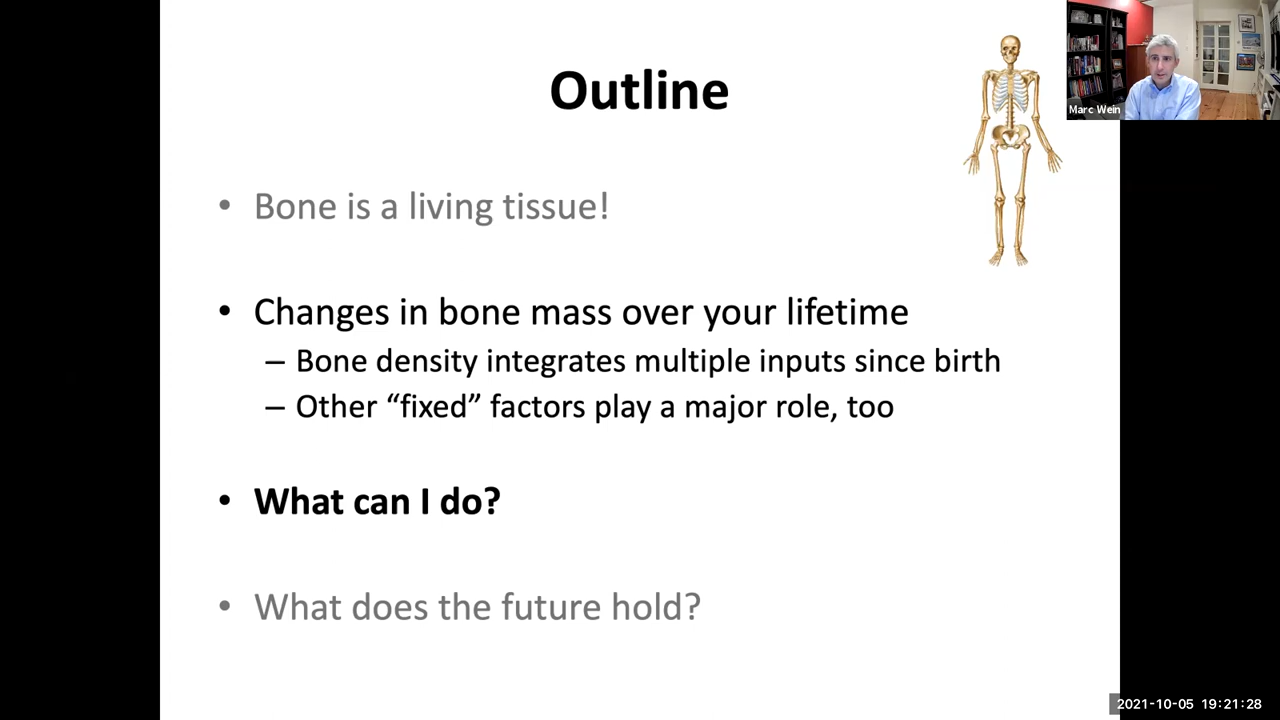 Outline
Marc Wein
• Bone is a living tissue!
• Changes in bone mass over your lifetime
– Bone density integrates multiple inputs since birth
– Other “fixed” factors play a major role, too
• What can I do?
• What does the future hold?
2021-10-05 19:21:28